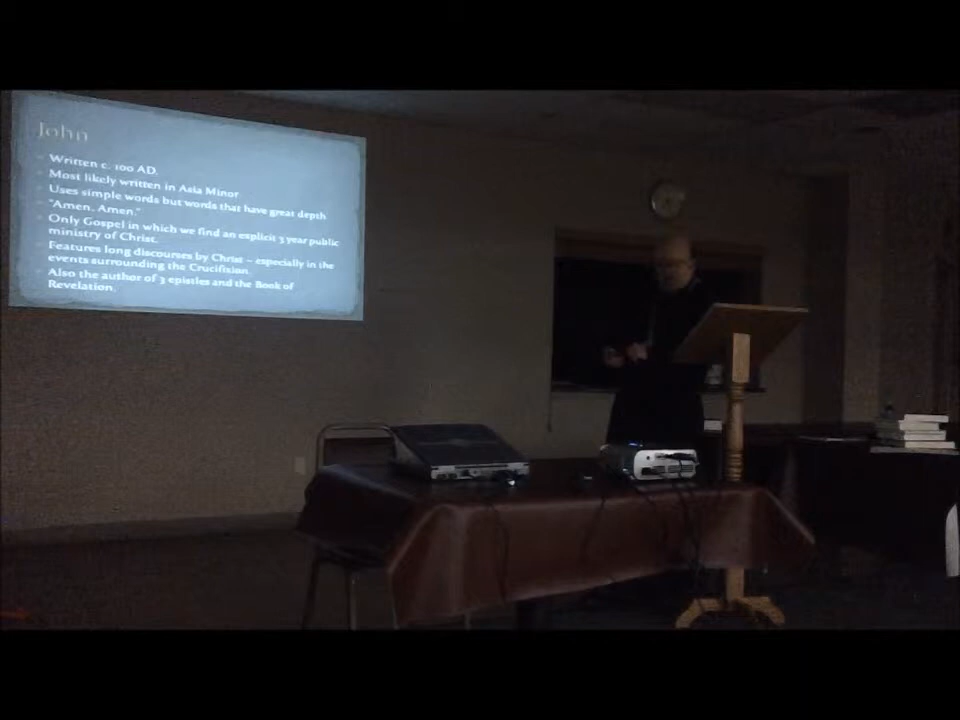 John
Written c. 100 AD.
Most likely written in Asia Minor
Uses simple words but words that have great depth
"Amen, Amen."
Only Gospel in which we find an explicit 3 year public
ministry of Christ.
Features long discourses by Christ – especially in the
events surrounding the Crucifixion.
Also the author of 3 epistles and the Book of
Revelation.